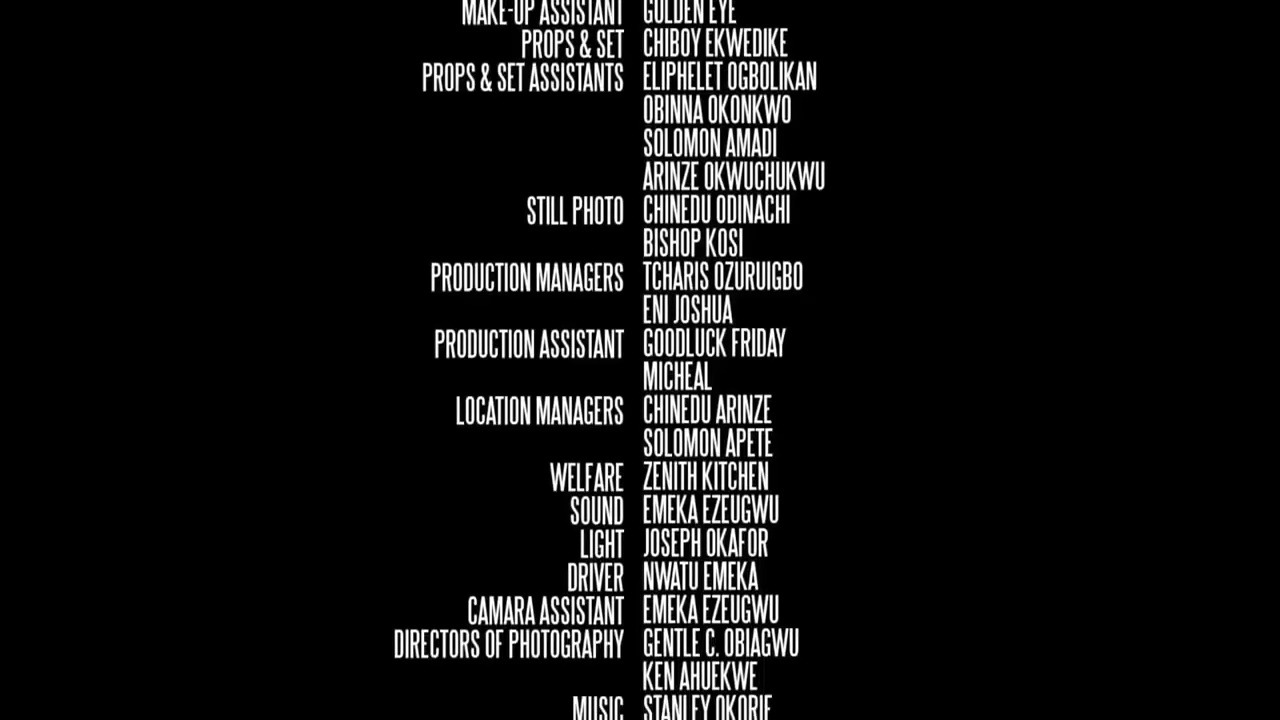 MAKE-UP ASSISTANT GOLDEN EYE
PROPS & SET CHIBOY EKWEDIKE
PROPS & SET ASSISTANTS ELIPHELET OGBOLIKAN
OBINNA OKONKWO
SOLOMON AMADI
ARINZE OKWUCHUKWU
STILL PHOTO CHINEDU ODINACHI
BISHOP KOSI
PRODUCTION MANAGERS TCHARIS OZURUIGBO
ENI JOSHUA
PRODUCTION ASSISTANT GOODLUCK FRIDAY
MICHEAL
LOCATION MANAGERS CHINEDU ARINZE
SOLOMON APETE
WELFARE ZENITH KITCHEN
SOUND EMEKA EZEUGWU
LIGHT JOSEPH OKAFOR
DRIVER NWATU EMEKA
CAMARA ASSISTANT EMEKA EZEUGWU
DIRECTORS OF PHOTOGRAPHY GENTLE C. OBIAGWU
KEN AHUEKWE
MUSIC STANLEY OKORIE